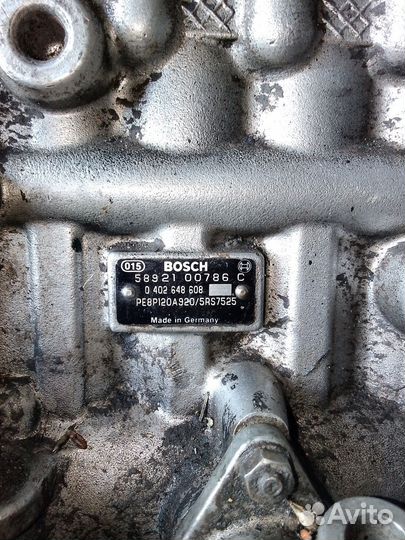 015 BOSCH
58921 00786 C
0 402 648 608
PE8P120A920/5RS7525
Made in Germany
Avito